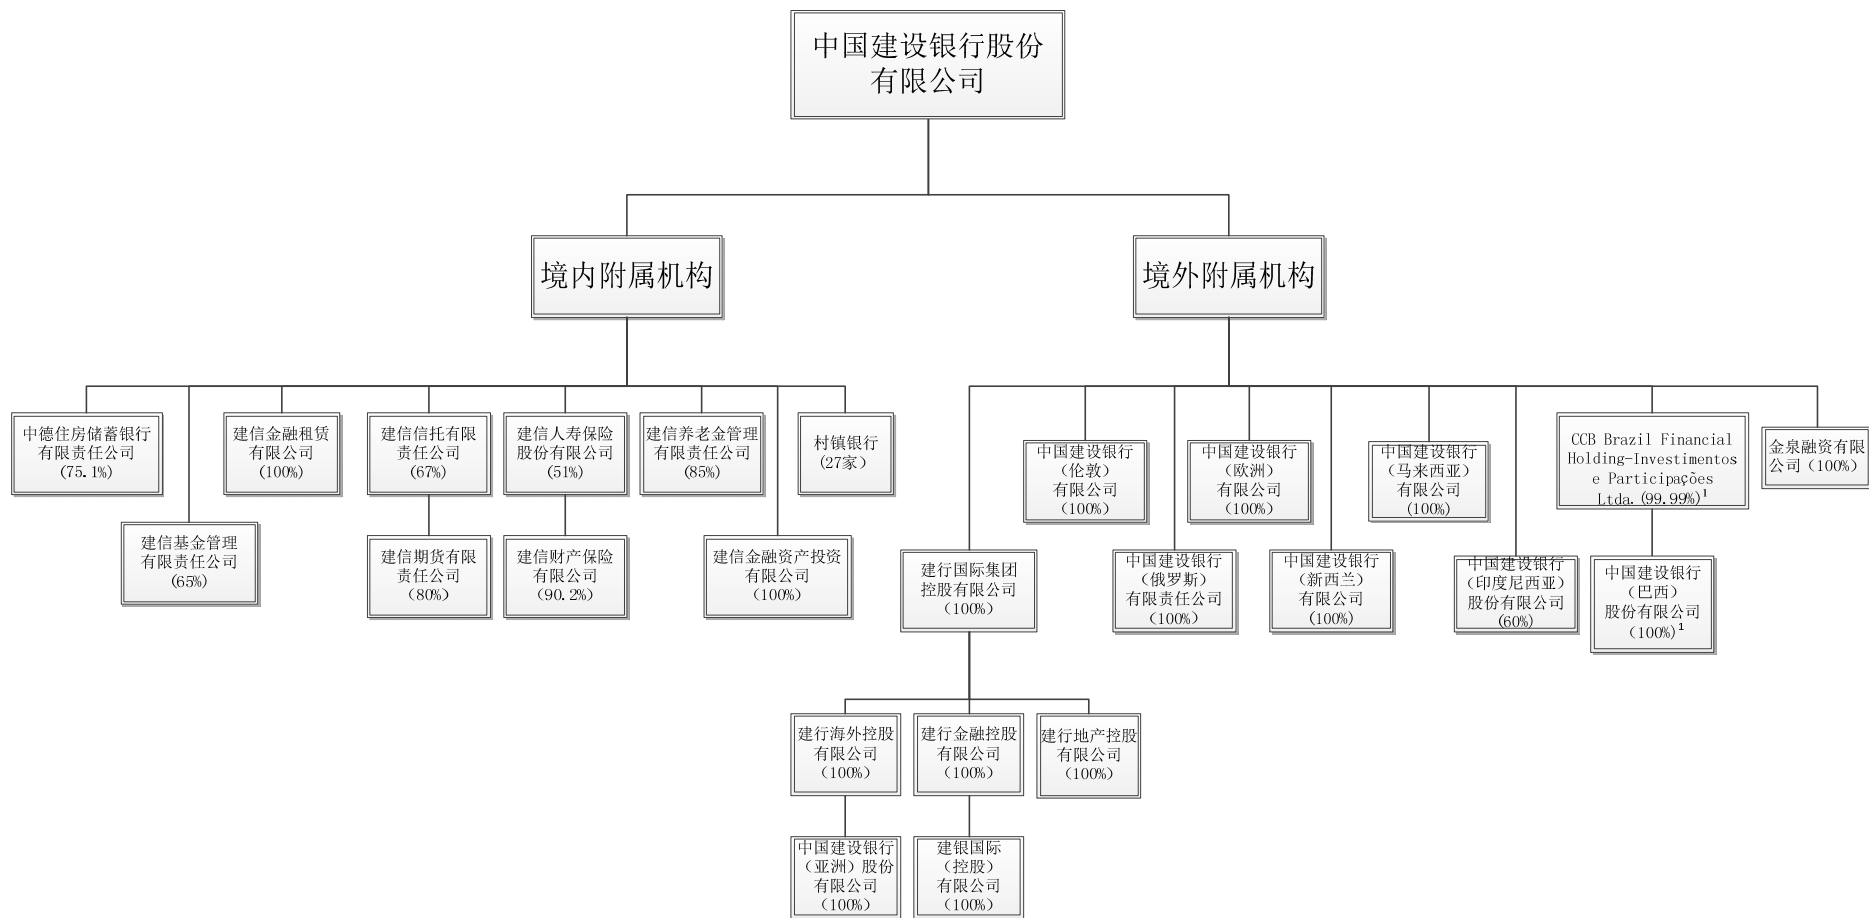 中国建设银行股份
有限公司
境内附属机构
境外附属机构
中德住房储蓄银行
有限责任公司
(75.1%)
建信金融租赁
有限公司
(100%)
建信信托有限
责任公司
(67%)
建信人寿保险
股份有限公司
(51%)
建信养老金管理
有限责任公司
(85%)
村镇银行
(27家)
中国建设银行
（伦敦）
有限公司
（100%）
中国建设银行
（欧洲）
有限公司
（100%）
中国建设银行
（马来西亚）
有限公司
(100%)
CCB Brazil Financial
Holding-Investimentos
e Participações
Ltda.(99.99%)¹
金泉融资有限
公司（100%）
建信基金管理
有限责任公司
(65%)
建信期货有限
责任公司
（80%）
建信财产保险
有限公司
（90.2%）
建信金融资产投资
有限公司
（100%）
建行国际集团
控股有限公司
（100%）
中国建设银行
（俄罗斯）
有限责任公司
（100%）
中国建设银行
（新西兰）
有限公司
(100%)
中国建设银行
（印度尼西亚）
股份有限公司
(60%)
中国建设银行
（巴西）
股份有限公司
（100%)¹
建行海外控股
有限公司
（100%）
建行金融控股
有限公司
（100%）
建行地产控股
有限公司
（100%）
中国建设银行
（亚洲）股份
有限公司
（100%）
建银国际
（控股）
有限公司
（100%）